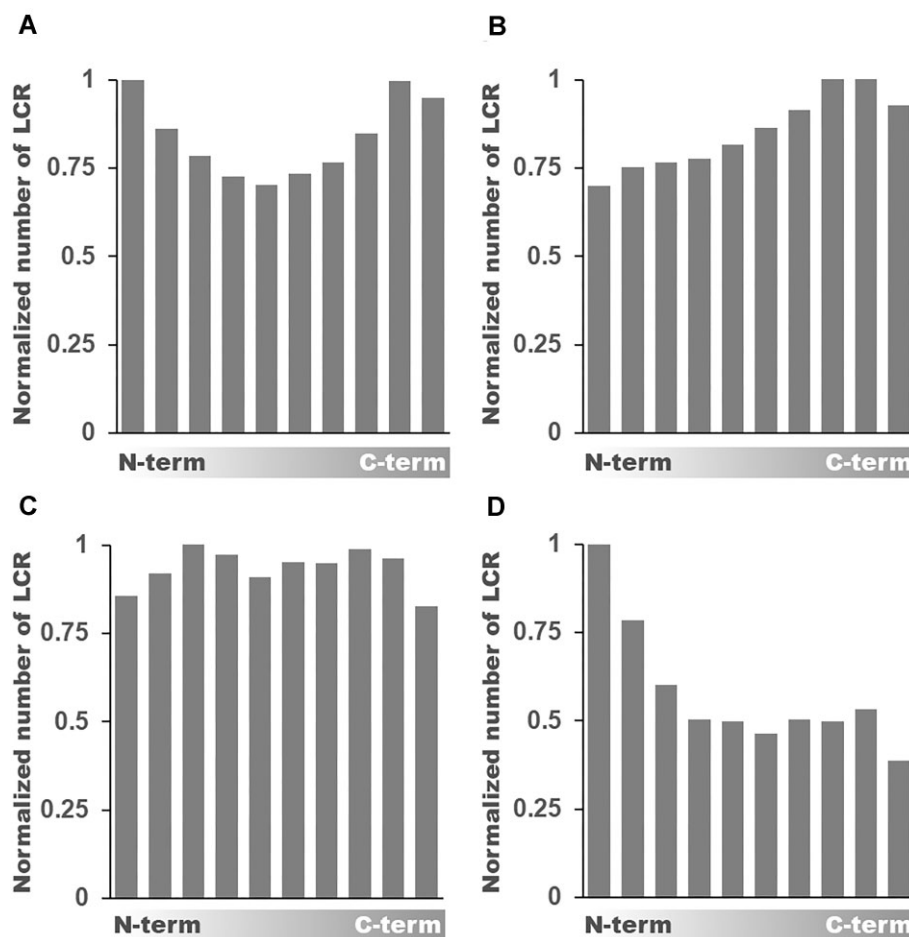 A
Normalized number of LCR
1
0.75
0.5
0.25
0
N-term C-term
B
Normalized number of LCR
1
0.75
0.5
0.25
0
N-term C-term
C
Normalized number of LCR
1
0.75
0.5
0.25
0
N-term C-term
D
Normalized number of LCR
1
0.75
0.5
0.25
0
N-term C-term